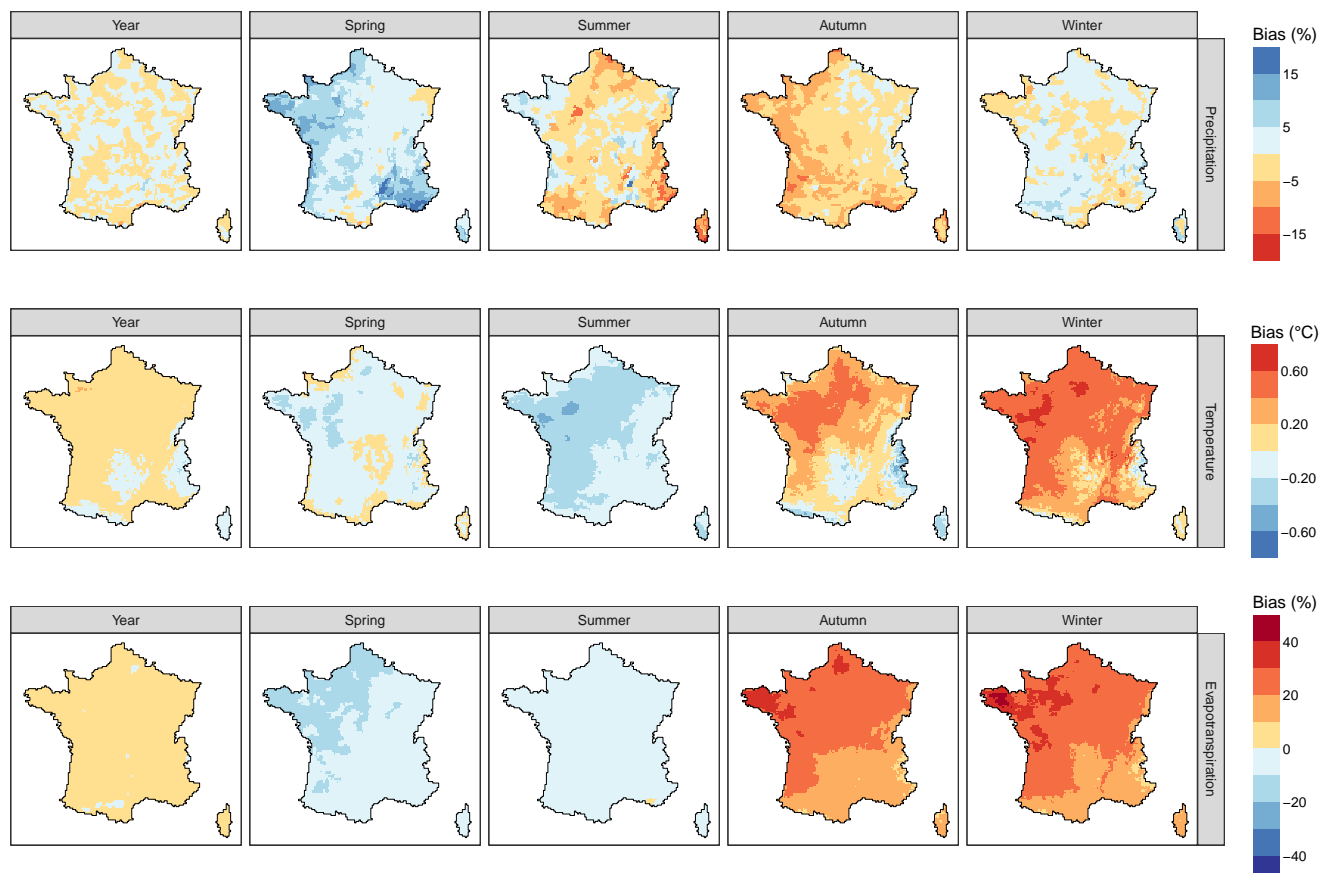 Year Spring Summer Autumn Winter
Bias (%)
15
5
−5
−15
Precipitation
Year Spring Summer Autumn Winter
Bias (°C)
0.60
0.20
−0.20
−0.60
Temperature
Year Spring Summer Autumn Winter
Bias (%)
40
20
0
−20
−40
Evapotranspiration